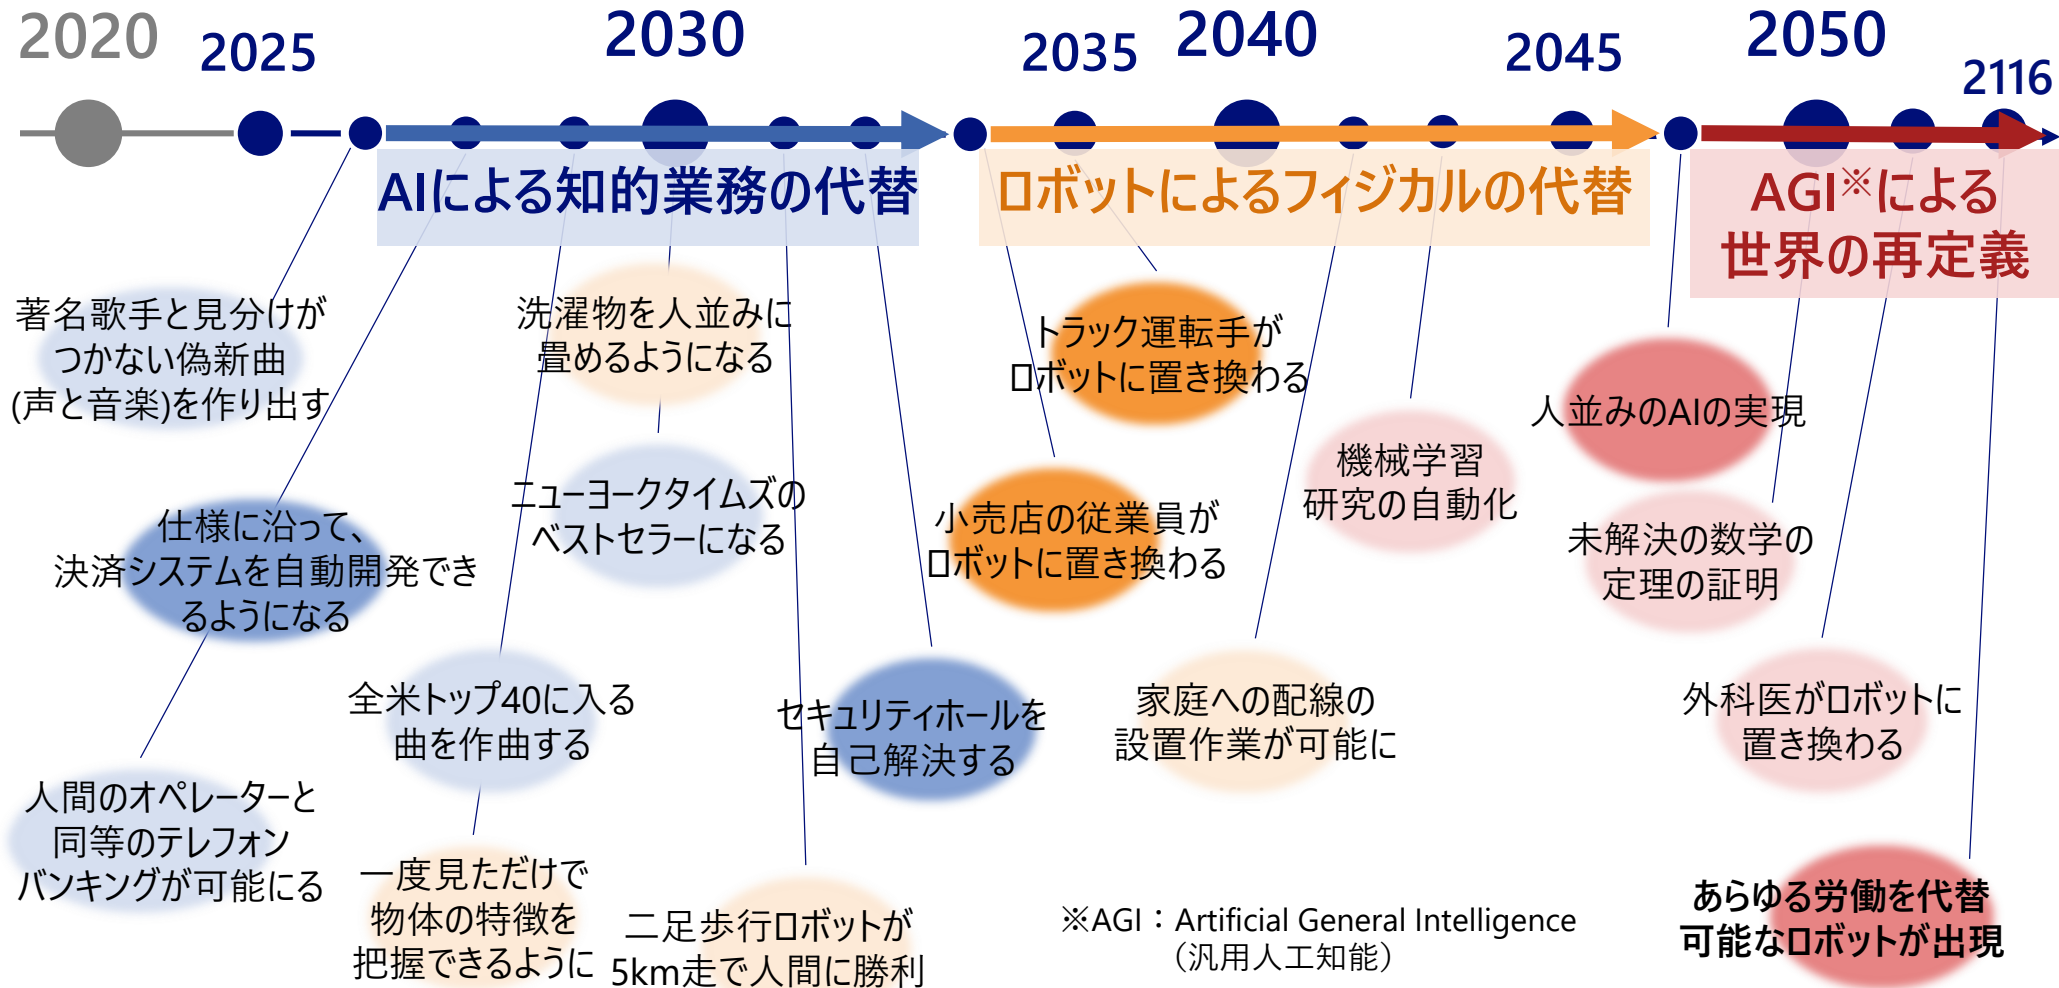 2020
2025
2030
2035
2040
2045
2050
2116
AIによる知的業務の代替
ロボットによるフィジカルの代替
AGI※による
世界の再定義
著名歌手と見分けが
つかない偽新曲
(声と音楽)を作り出す
仕様に沿って、
決済システムを自動開発でき
るようになる
人間のオペレーターと
同等のテレフォン
バンキングが可能にる
洗濯物を人並みに
畳めるようになる
ニューヨークタイムズの
ベストセラーになる
全米トップ40に入る
曲を作曲する
一度見ただけで
物体の特徴を
把握できるように
二足歩行ロボットが
5km走で人間に勝利
セキュリティホールを
自己解決する
トラック運転手が
ロボットに置き換わる
小売店の従業員が
ロボットに置き換わる
家庭への配線の
設置作業が可能に
機械学習
研究の自動化
人並みのAIの実現
未解決の数学の
定理の証明
外科医がロボットに
置き換わる
あらゆる労働を代替
可能なロボットが出現
※AGI：Artificial General Intelligence
（汎用人工知能）